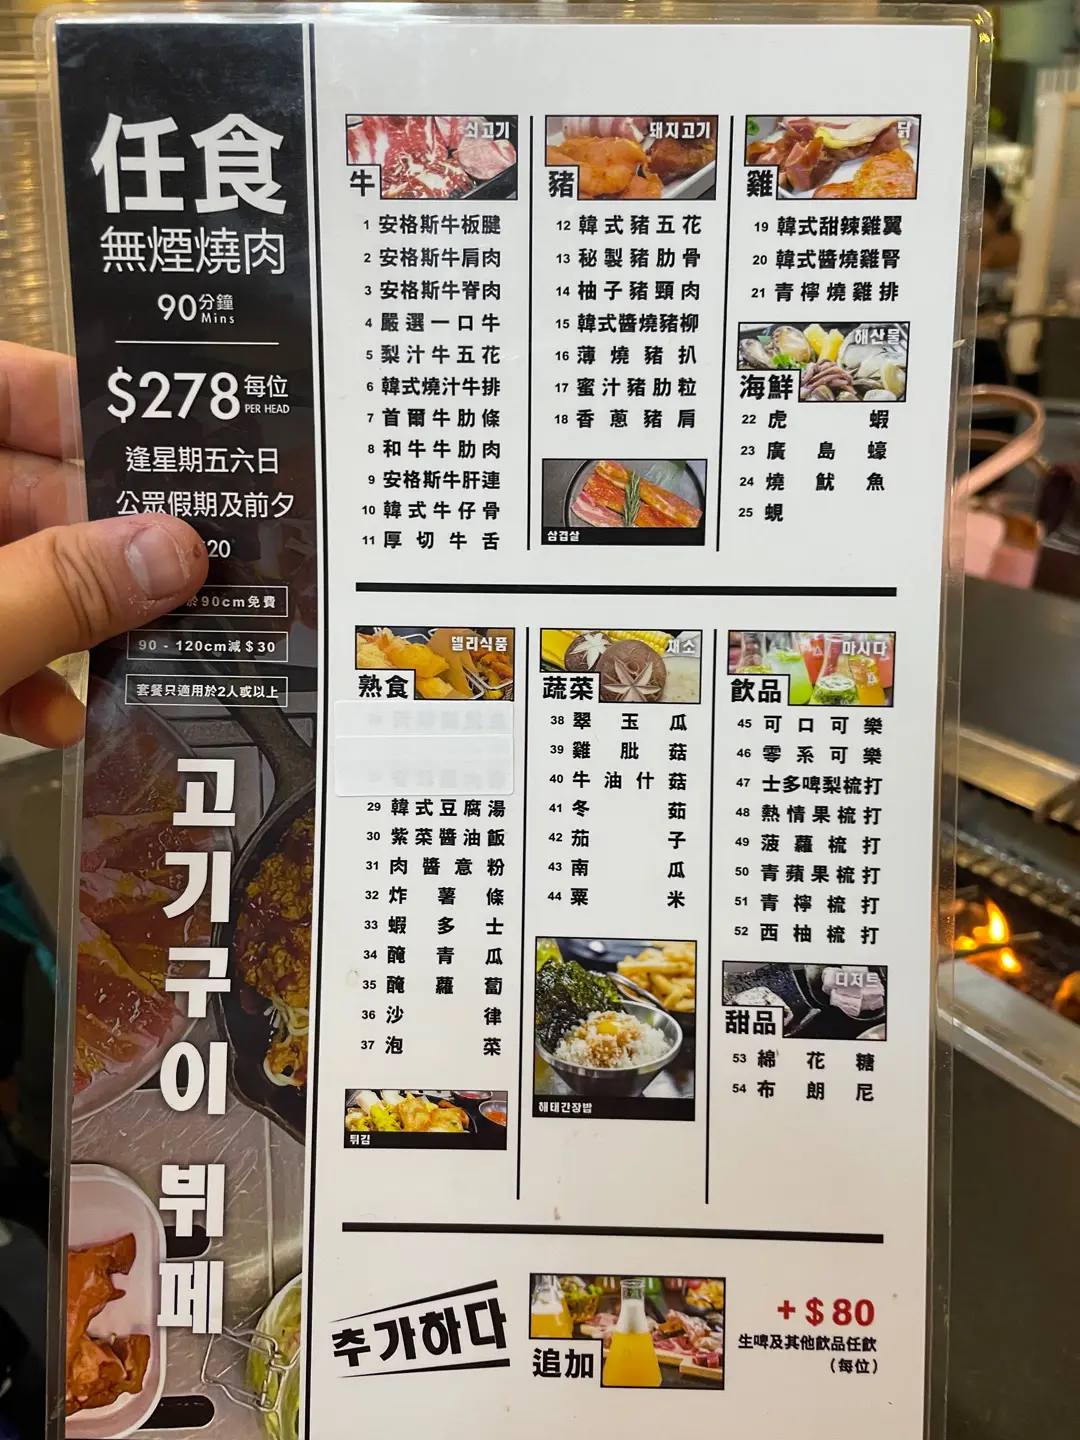 任食
無煙燒肉
90分鐘
Mins
$278每位
PER HEAD
逢星期五六日
公眾假期及前夕
20
於90cm免費
90 - 120cm減$30
套餐只適用於2人或以上
고기구이 뷔페
쇠고기
牛
1 安格斯牛板腱
2 安格斯牛肩肉
3 安格斯牛脊肉
4 嚴選一口牛
5 梨汁牛五花
6 韓式燒汁牛排
7 首爾牛肋條
8 和牛牛肋肉
9 安格斯牛肝連
10 韓式牛仔骨
11 厚切牛舌
돼지고기
豬
12 韓式豬五花
13 秘製豬肋骨
14 柚子豬頸肉
15 韓式醬燒豬柳
16 薄燒豬扒
17 蜜汁豬肋粒
18 香蔥豬肩
삼겹살
닭
雞
19 韓式甜辣雞翼
20 韓式醬燒雞腎
21 青檸燒雞排
해산물
海鮮
22 虎蝦
23 廣島蠔
24 燒魷魚
25 蜆
델리식품
熟食
29 韓式豆腐湯
30 紫菜醬油飯
31 肉醬意粉
32 炸薯條
33 蝦多士
34 醃青瓜
35 醃蘿蔔
36 沙律
37 泡菜
튀김
채소
蔬菜
38 翠玉瓜
39 雞肶菇
40 牛油什菇
41 冬茹
42 茄子
43 南瓜
44 粟米
해태간장밥
마시다
飲品
45 可口可樂
46 零系可樂
47 士多啤梨梳打
48 熱情果梳打
49 菠蘿梳打
50 青蘋果梳打
51 青檸梳打
52 西柚梳打
디저트
甜品
53 綿花糖
54 布朗尼
추가하다
追加
+$80
生啤及其他飲品任飲
（每位）